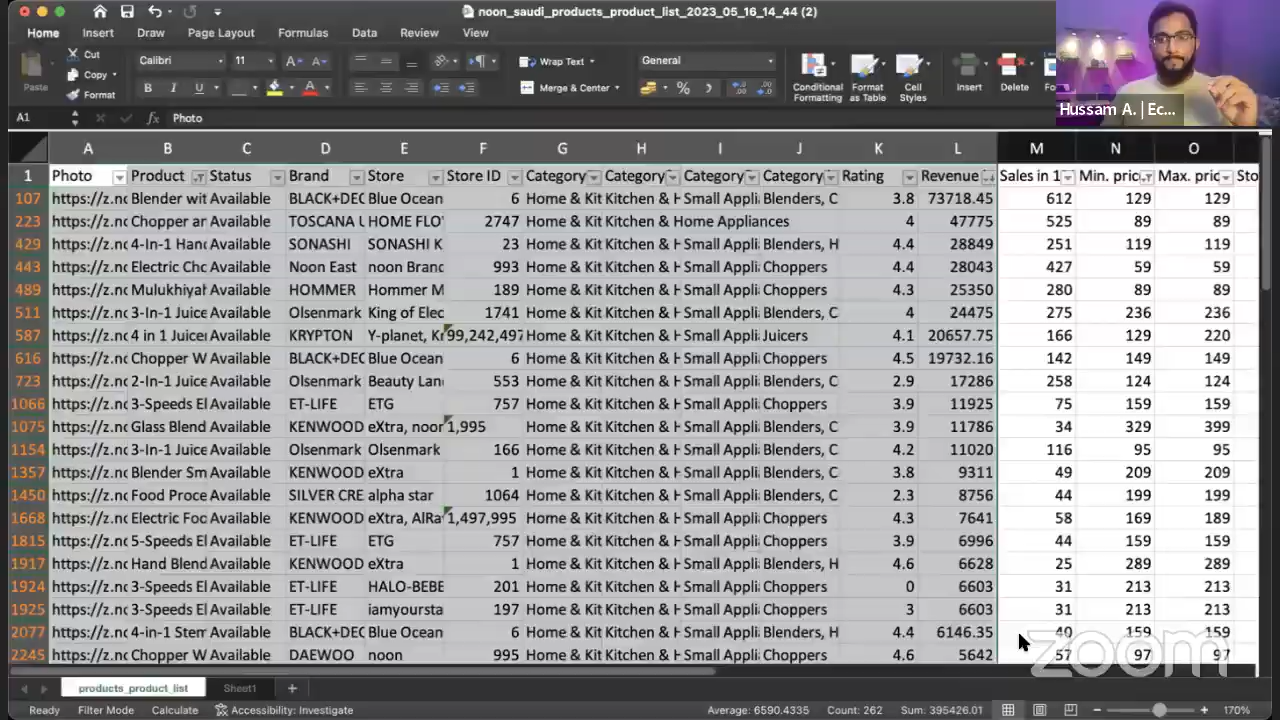 noon_saudi_products_product_list_2023_05_16_14_44 (2)
Home Insert Draw Page Layout Formulas Data Review View
Cut
Copy
Format
Paste
Calibri 11
Wrap Text
Merge & Center
General
Conditional Formatting
Format as Table
Cell Styles
Insert
Delete
Hussam A. | Ec...
A1 fx Photo
A B C D E F G H I J K L M N O
1 Photo Product Status Brand Store Store ID Category Category Category Category Rating Revenue Sales in 1 Min. pric Max. pric Sto
107 https://z.nc Blender wit Available BLACK+DEC Blue Ocean 6 Home & Kit Kitchen & H Small Appli Blenders, C 3.8 73718.45 612 129 129
223 https://z.nc Chopper ar Available TOSCANA U HOME FLO 2747 Home & Kit Kitchen & Home Appliances 4 47775 525 89 89
429 https://z.nc 4-In-1 Hand Available SONASHI SONASHI K 23 Home & Kit Kitchen & H Small Appli Blenders, H 4.4 28849 251 119 119
443 https://z.nc Electric Cho Available Noon East noon Branc 993 Home & Kit Kitchen & H Small Appli Choppers 4.4 28043 427 59 59
489 https://z.nc Mulukhiyah Available HOMMER Hommer M 189 Home & Kit Kitchen & H Small Appli Choppers 4.3 25350 280 89 89
511 https://z.nc 3-In-1 Juice Available Olsenmark King of Elec 1741 Home & Kit Kitchen & H Small Appli Blenders, C 4 24475 275 236 236
587 https://z.nc 4 in 1 Juicer Available KRYPTON Y-planet, Kr 99,242,497 Home & Kit Kitchen & H Small Appli Juicers 4.1 20657.75 166 129 220
616 https://z.nc Chopper W Available BLACK+DEC Blue Ocean 6 Home & Kit Kitchen & H Small Appli Choppers 4.5 19732.16 142 149 149
723 https://z.nc 2-In-1 Juice Available Olsenmark Beauty Lan 553 Home & Kit Kitchen & H Small Appli Blenders, C 2.9 17286 258 124 124
1066 https://z.nc 3-Speeds El Available ET-LIFE ETG 757 Home & Kit Kitchen & H Small Appli Choppers 3.9 11925 75 159 159
1075 https://z.nc Glass Blend Available KENWOOD eXtra, noor 1,995 Home & Kit Kitchen & H Small Appli Blenders, C 3.9 11786 34 329 399
1154 https://z.nc 3-In-1 Juice Available Olsenmark Olsenmark 166 Home & Kit Kitchen & H Small Appli Blenders, C 4.2 11020 116 95 95
1357 https://z.nc Blender Sm Available KENWOOD eXtra 1 Home & Kit Kitchen & H Small Appli Blenders, C 3.8 9311 49 209 209
1450 https://z.nc Food Proce Available SILVER CRE alpha star 1064 Home & Kit Kitchen & H Small Appli Blenders, C 2.3 8756 44 199 199
1668 https://z.nc Electric Foo Available KENWOOD eXtra, AlRa 1,497,995 Home & Kit Kitchen & H Small Appli Choppers 4.3 7641 58 169 189
1815 https://z.nc 5-Speeds El Available ET-LIFE ETG 757 Home & Kit Kitchen & H Small Appli Choppers 3.9 6996 44 159 159
1917 https://z.nc Hand Blend Available KENWOOD eXtra 1 Home & Kit Kitchen & H Small Appli Blenders, H 4.6 6628 25 289 289
1924 https://z.nc 3-Speeds El Available ET-LIFE HALO-BEBE 201 Home & Kit Kitchen & H Small Appli Choppers 0 6603 31 213 213
1925 https://z.nc 3-Speeds El Available ET-LIFE iamyoursta 197 Home & Kit Kitchen & H Small Appli Choppers 3 6603 31 213 213
2077 https://z.nc 4-in-1 Stem Available BLACK+DEC Blue Ocean 6 Home & Kit Kitchen & H Small Appli Blenders, H 4.4 6146.35 40 159 159
2245 https://z.nc Chopper W Available DAEWOO noon 995 Home & Kit Kitchen & H Small Appli Choppers 4.6 5642 57 97 97
zoom
products_product_list Sheet1 +
Ready Filter Mode Calculate Accessibility: Investigate Average: 6590.4335 Count: 262 Sum: 395426.01 170%